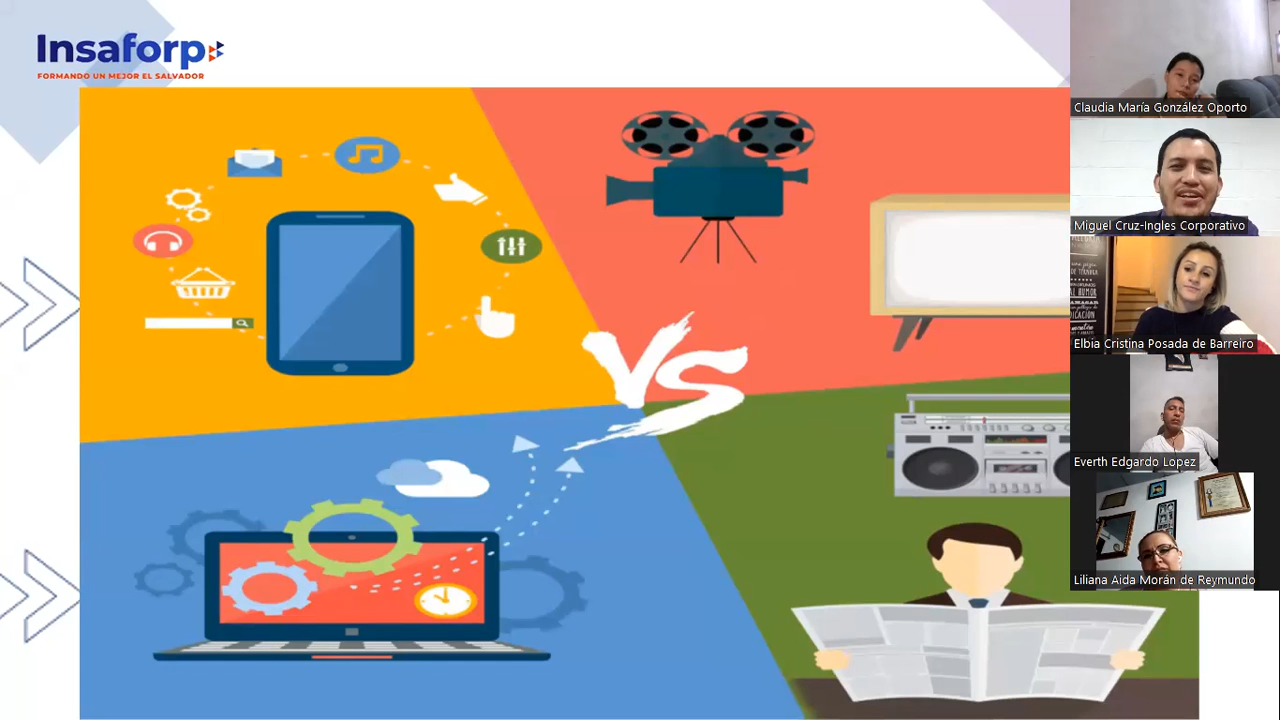 Insaforp
FORMANDO UN MEJOR EL SALVADOR
VS
Claudia María González Oporto
Miguel Cruz-Ingles Corporativo
Elbia Cristina Posada de Barreiro
Everth Edgardo Lopez
Liliana Aida Morán de Reymundo